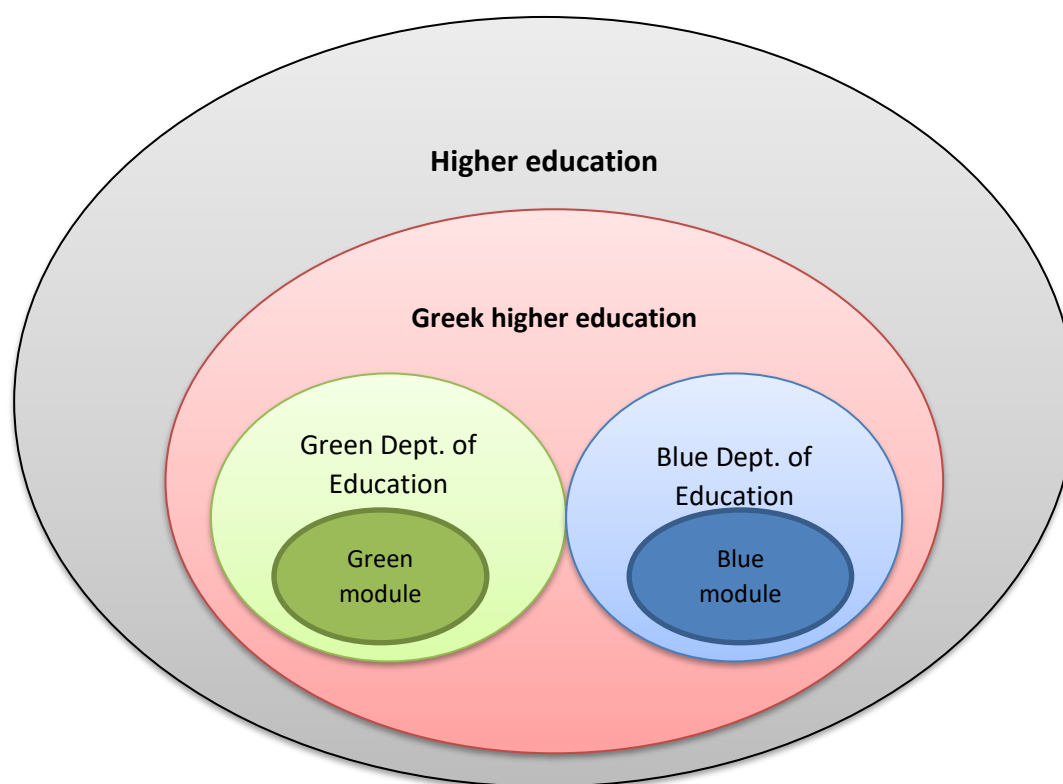 Higher education
Greek higher education
Green Dept. of
Education
Blue Dept. of
Education
Green
module
Blue
module